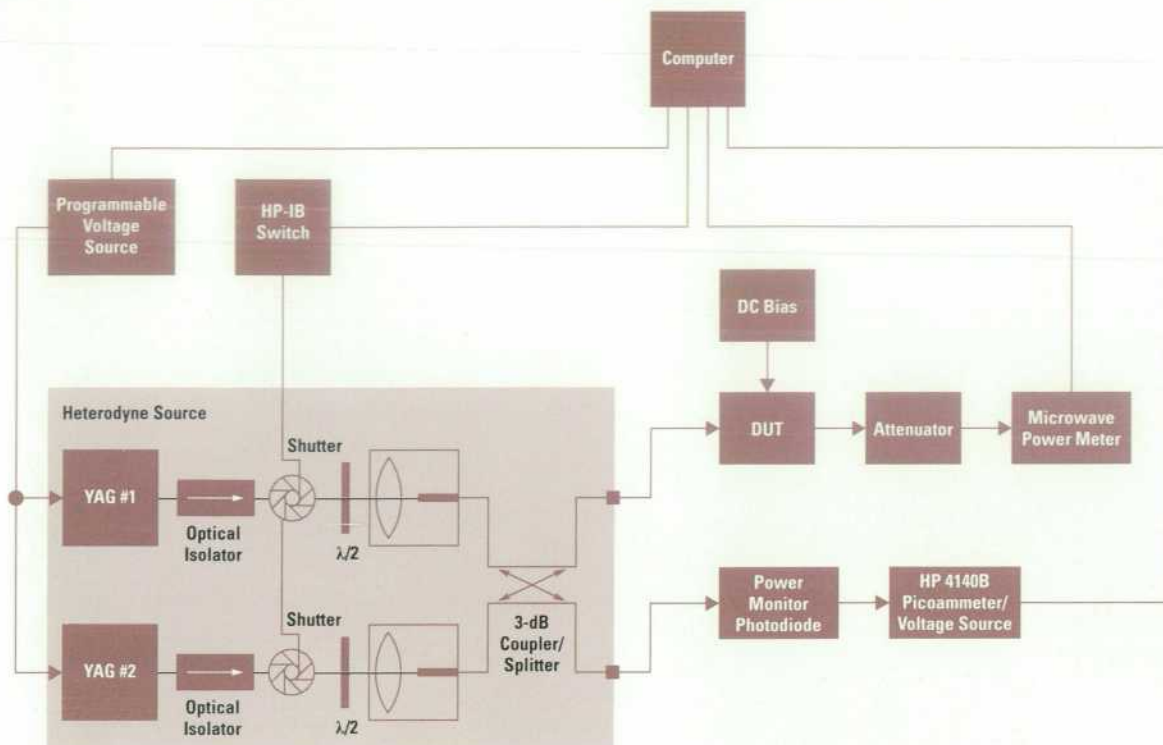 Computer
Programmable
Voltage
Source
HP-IB
Switch
DC Bias
Heterodyne Source
Shutter
YAG #1
Optical
Isolator
λ/2
DUT
Attenuator
Microwave
Power Meter
Shutter
YAG #2
Optical
Isolator
λ/2
3-dB
Coupler/
Splitter
Power
Monitor
Photodiode
HP 4140B
Picoammeter/
Voltage Source